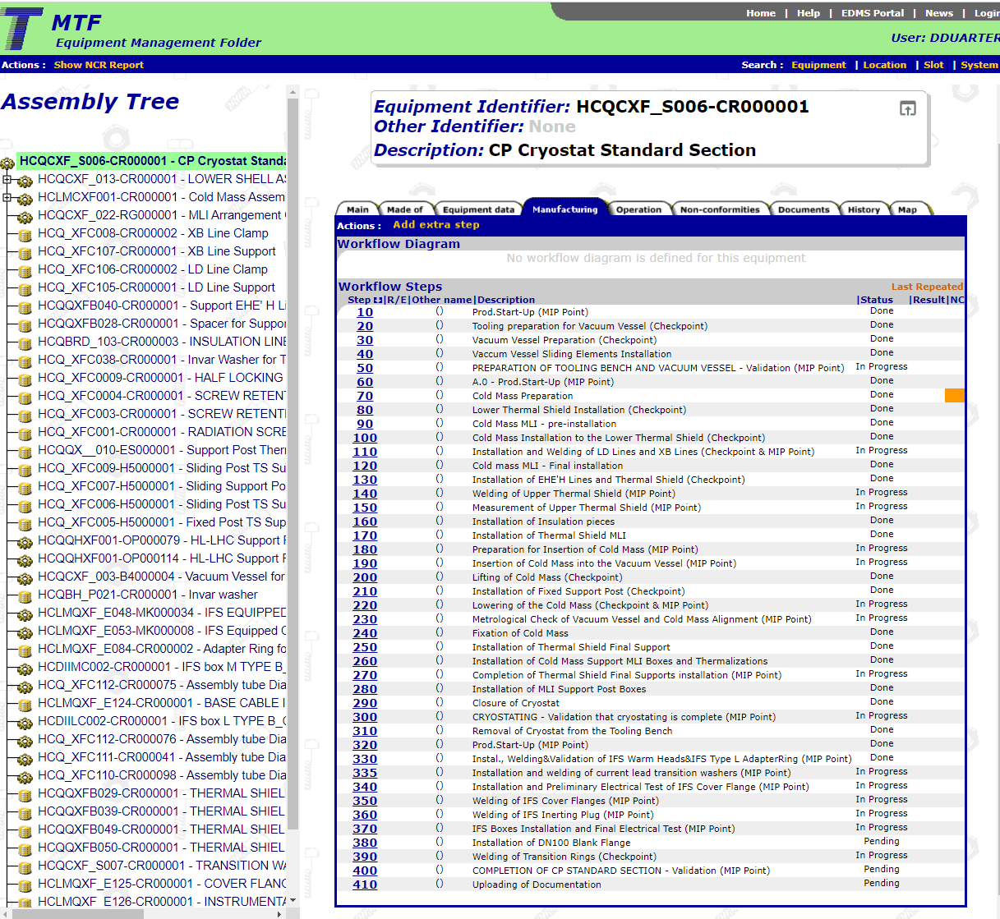 Home | Help | EDMS Portal | News | Login
MTF
Equipment Management Folder
User: DDUARTER
Actions : Show NCR Report
Search : Equipment | Location | Slot | System
Assembly Tree
HCQCXF_S006-CR000001 - CP Cryostat Standa
HCQCXF_013-CR000001 - LOWER SHELL AS
HCLMCXF001-CR000001 - Cold Mass Assem
HCQCXF_022-RG000001 - MLI Arrangement
HCQ_XFC008-CR000002 - XB Line Clamp
HCQ_XFC107-CR000001 - XB Line Support
HCQ_XFC106-CR000002 - LD Line Clamp
HCQ_XFC105-CR000001 - LD Line Support
HCQQXFB040-CR000001 - Support EHE' H Li
HCQQXFB028-CR000001 - Spacer for Suppor
HCQBRD_103-CR000003 - INSULATION LINE
HCQ_XFC038-CR000001 - Invar Washer for T
HCQ_XFC0009-CR000001 - HALF LOCKING
HCQ_XFC0004-CR000001 - SCREW RETENT
HCQ_XFC003-CR000001 - SCREW RETENTI
HCQ_XFC001-CR000001 - RADIATION SCRE
HCQQX__010-ES000001 - Support Post Ther
HCQ_XFC009-H5000001 - Sliding Post TS Su
HCQ_XFC007-H5000001 - Sliding Support Po
HCQ_XFC006-H5000001 - Sliding Post TS Su
HCQ_XFC005-H5000001 - Fixed Post TS Sup
HCQQHXF001-OP000079 - HL-LHC Support F
HCQQHXF001-OP000114 - HL-LHC Support F
HCQCXF_003-B4000004 - Vacuum Vessel for
HCQBH_P021-CR000001 - Invar washer
HCLMQXF_E048-MK000034 - IFS EQUIPPED
HCLMQXF_E053-MK000008 - IFS Equipped C
HCLMQXF_E084-CR000002 - Adapter Ring fo
HCDIIMC002-CR000001 - IFS box M TYPE B_
HCQ_XFC112-CR000075 - Assembly tube Dia
HCLMQXF_E124-CR000001 - BASE CABLE I
HCDIILC002-CR000001 - IFS box L TYPE B_C
HCQ_XFC112-CR000076 - Assembly tube Dia
HCQ_XFC111-CR000041 - Assembly tube Dia
HCQ_XFC110-CR000098 - Assembly tube Dia
HCQQXFB029-CR000001 - THERMAL SHIEL
HCQQXFB039-CR000001 - THERMAL SHIEL
HCQQXFB049-CR000001 - THERMAL SHIEL
HCQQXFB050-CR000001 - THERMAL SHIEL
HCQCXF_S007-CR000001 - TRANSITION WA
HCLMQXF_E125-CR000001 - COVER FLANC
HCLMQXF_E126-CR000001 - INSTRUMENTA
Equipment Identifier: HCQCXF_S006-CR000001
Other Identifier: None
Description: CP Cryostat Standard Section
Main Made of Equipment data Manufacturing Operation Non-conformities Documents History Map
Actions : Add extra step
Workflow Diagram
No workflow diagram is defined for this equipment
Workflow Steps Last Repeated
Step |R/E|Other name|Description |Status |Result|NC
10 () Prod.Start-Up (MIP Point) Done
20 () Tooling preparation for Vacuum Vessel (Checkpoint) Done
30 () Vacuum Vessel Preparation (Checkpoint) Done
40 () Vaccum Vessel Sliding Elements Installation Done
50 () PREPARATION OF TOOLING BENCH AND VACUUM VESSEL - Validation (MIP Point) In Progress
60 () A.0 - Prod.Start-Up (MIP Point) Done
70 () Cold Mass Preparation Done
80 () Lower Thermal Shield Installation (Checkpoint) Done
90 () Cold Mass MLI - pre-installation Done
100 () Cold Mass Installation to the Lower Thermal Shield (Checkpoint) Done
110 () Installation and Welding of LD Lines and XB Lines (Checkpoint & MIP Point) In Progress
120 () Cold mass MLI - Final installation Done
130 () Installation of EHE'H Lines and Thermal Shield (Checkpoint) Done
140 () Welding of Upper Thermal Shield (MIP Point) In Progress
150 () Measurement of Upper Thermal Shield (MIP Point) In Progress
160 () Installation of Insulation pieces Done
170 () Installation of Thermal Shield MLI Done
180 () Preparation for Insertion of Cold Mass (MIP Point) In Progress
190 () Insertion of Cold Mass into the Vacuum Vessel (MIP Point) In Progress
200 () Lifting of Cold Mass (Checkpoint) Done
210 () Installation of Fixed Support Post (Checkpoint) Done
220 () Lowering of the Cold Mass (Checkpoint & MIP Point) In Progress
230 () Metrological Check of Vacuum Vessel and Cold Mass Alignment (MIP Point) In Progress
240 () Fixation of Cold Mass Done
250 () Installation of Thermal Shield Final Support Done
260 () Installation of Cold Mass Support MLI Boxes and Thermalizations Done
270 () Completion of Thermal Shield Final Supports installation (MIP Point) In Progress
280 () Installation of MLI Support Post Boxes Done
290 () Closure of Cryostat Done
300 () CRYOSTATING - Validation that cryostating is complete (MIP Point) In Progress
310 () Removal of Cryostat from the Tooling Bench Done
320 () Prod.Start-Up (MIP Point) Done
330 () Instal., Welding&Validation of IFS Warm Heads&IFS Type L AdapterRing (MIP Point) Done
335 () Installation and welding of current lead transition washers (MIP Point) In Progress
340 () Installation and Preliminary Electrical Test of IFS Cover Flange (MIP Point) In Progress
350 () Welding of IFS Cover Flanges (MIP Point) In Progress
360 () Welding of IFS Inerting Plug (MIP Point) In Progress
370 () IFS Boxes Installation and Final Electrical Test (MIP Point) In Progress
380 () Installation of DN100 Blank Flange Pending
390 () Welding of Transition Rings (Checkpoint) In Progress
400 () COMPLETION OF CP STANDARD SECTION - Validation (MIP Point) Pending
410 () Uploading of Documentation Pending